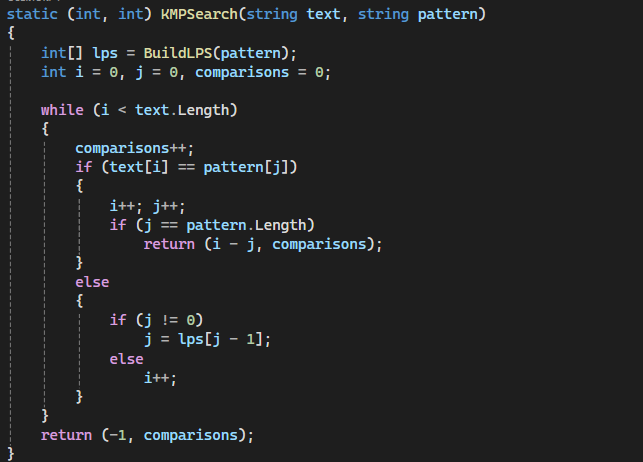 static (int, int) KMPSearch(string text, string pattern)
{
    int[] lps = BuildLPS(pattern);
    int i = 0, j = 0, comparisons = 0;

    while (i < text.Length)
    {
        comparisons++;
        if (text[i] == pattern[j])
        {
            i++; j++;
            if (j == pattern.Length)
                return (i - j, comparisons);
        }
        else
        {
            if (j != 0)
                j = lps[j - 1];
            else
                i++;
        }
    }
    return (-1, comparisons);
}